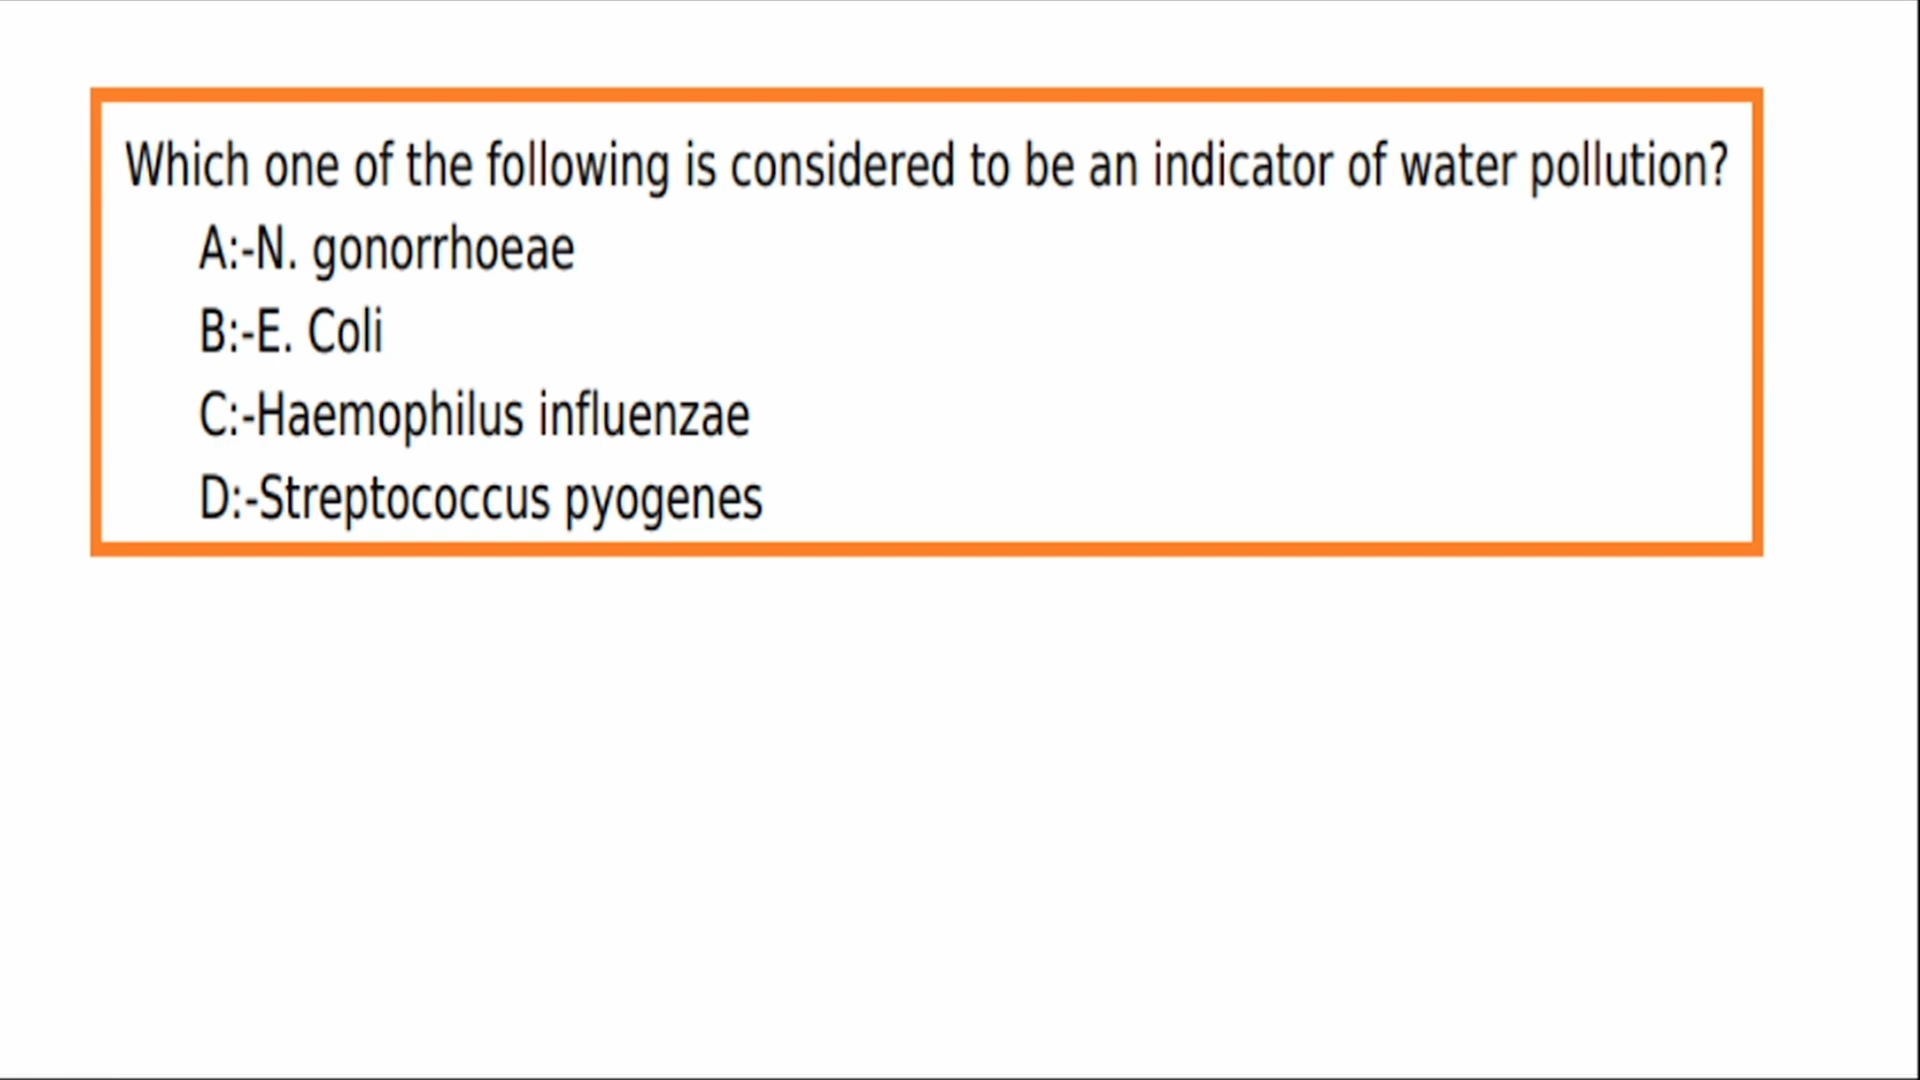 Which one of the following is considered to be an indicator of water pollution?
A:-N. gonorrhoeae
B:-E. Coli
C:-Haemophilus influenzae
D:-Streptococcus pyogenes